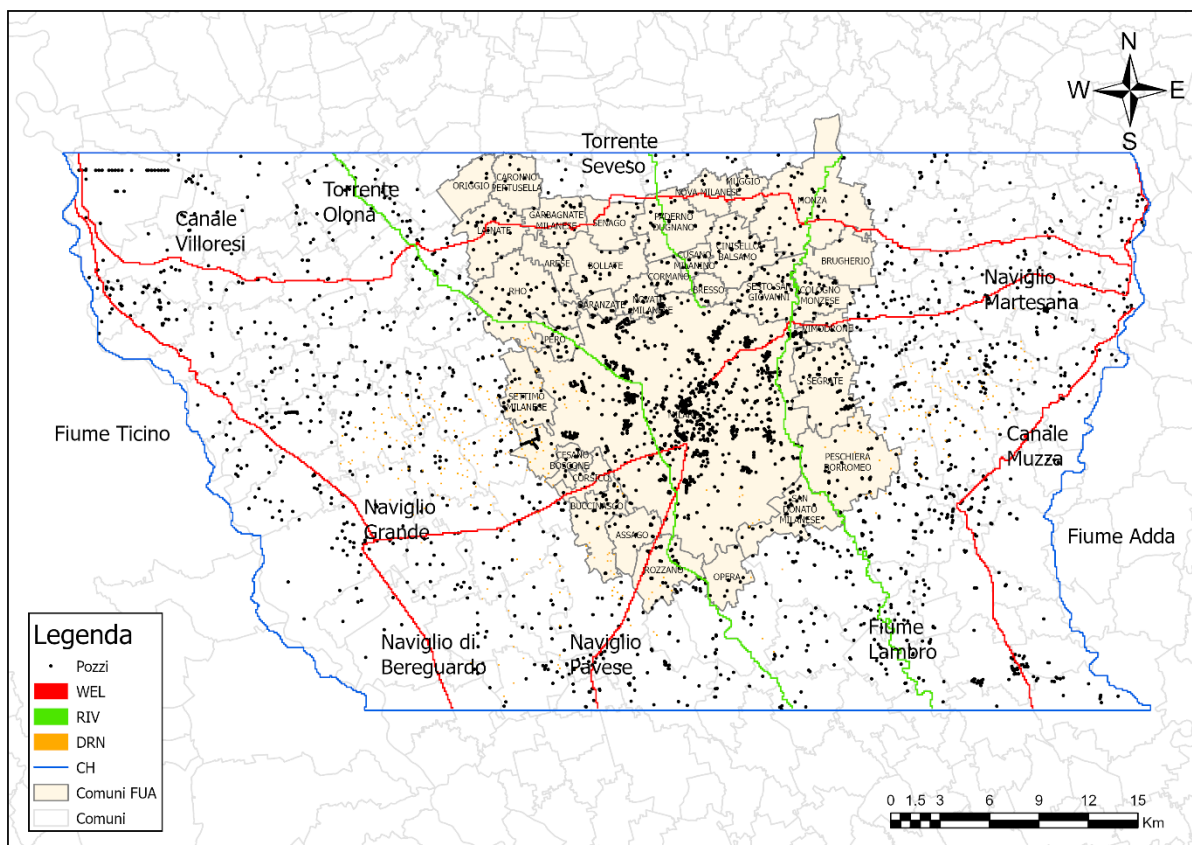 N
W
E
S
Torrente
Seveso
Torrente
Olona
Canale
Villoresi
ORIGGIO
CARONNO
PERTUSELLA
LAINATE
GARBAGNATE
MILANESE
SENAGO
NOVA MILANESE
MUGGIO
MONZA
PADERNO
DUGNANO
CINISELLO
BALSAMO
CUSANO
MILANINO
CORMANO
BRESSO
ARESE
BOLLATE
RHO
BARANZATE
NOVATE
MILANESE
SESTO SAN
GIOVANNI
BRUGHERIO
COLOGNO
MONZESE
VIMODRONE
Naviglio
Martesana
PERO
SETTIMO
MILANESE
SEGRATE
Fiume Ticino
CESANO
BOSCONE
CORSICO
BUCCINASCO
ASSAGO
ROZZANO
OPERA
PESCHIERA
BORROMEO
SAN
DONATO
MILANESE
Canale
Muzza
Fiume Adda
Naviglio
Grande
Naviglio di
Bereguardo
Naviglio
Pavese
Fiume
Lambro
Legenda
Pozzi
WEL
RIV
DRN
CH
Comuni FUA
Comuni
0 1.5 3 6 9 12 15
Km